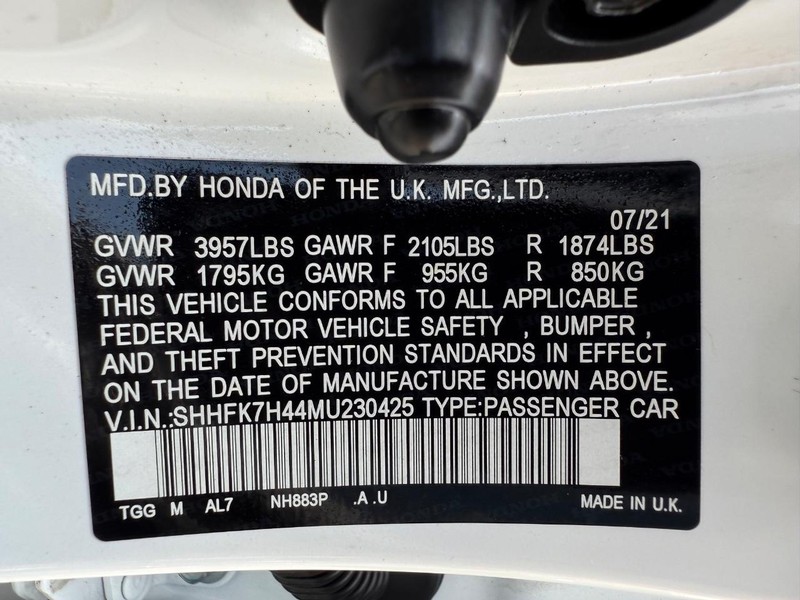 MFD.BY HONDA OF THE U.K. MFG.,LTD.
07/21
GVWR 3957LBS GAWR F 2105LBS R 1874LBS
GVWR 1795KG GAWR F 955KG R 850KG
THIS VEHICLE CONFORMS TO ALL APPLICABLE
FEDERAL MOTOR VEHICLE SAFETY , BUMPER ,
AND THEFT PREVENTION STANDARDS IN EFFECT
ON THE DATE OF MANUFACTURE SHOWN ABOVE.
V.I.N.:SHHFK7H44MU230425 TYPE:PASSENGER CAR
TGG M AL7 NH883P .A .U MADE IN U.K.